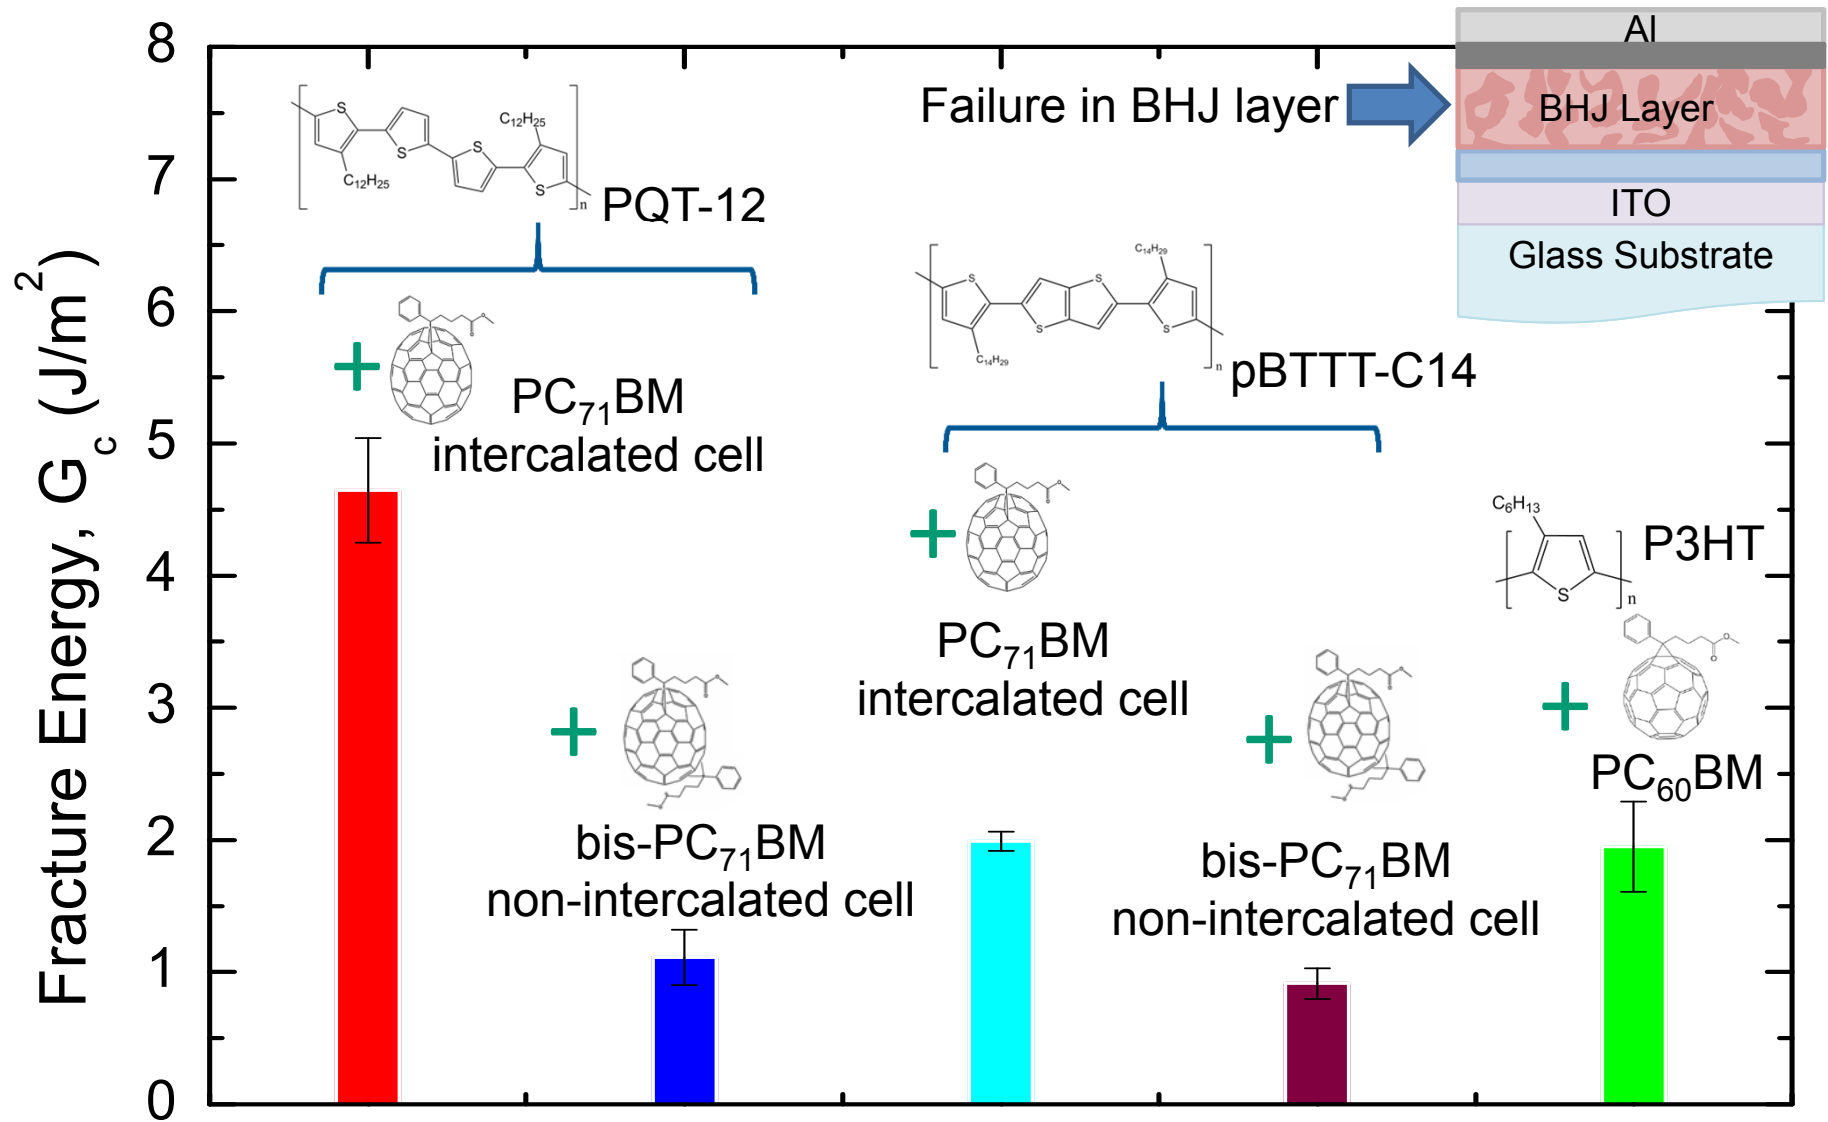 Fracture Energy, Gc (J/m2)
8
7
6
5
4
3
2
1
0
S
S
S
S
C12H25
C12H25
n
PQT-12
PC71BM
intercalated cell
bis-PC71BM
non-intercalated cell
Failure in BHJ layer
Al
BHJ Layer
ITO
Glass Substrate
S
S
S
S
C14H29
C14H29
n
pBTTT-C14
PC71BM
intercalated cell
bis-PC71BM
non-intercalated cell
C6H13
S
n
P3HT
PC60BM